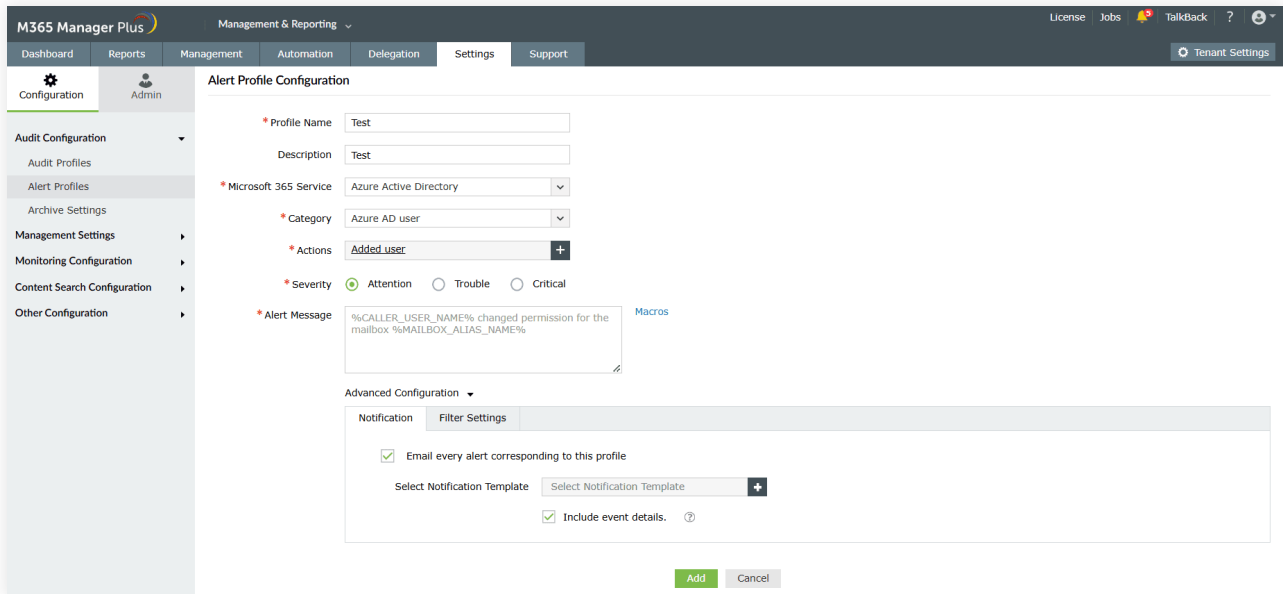 M365 Manager Plus
Management & Reporting
License Jobs 5 TalkBack ?
Dashboard Reports Management Automation Delegation Settings Support
Tenant Settings
Configuration Admin
Alert Profile Configuration
Audit Configuration
Audit Profiles
Alert Profiles
Archive Settings
Management Settings
Monitoring Configuration
Content Search Configuration
Other Configuration
* Profile Name Test
Description Test
* Microsoft 365 Service Azure Active Directory
* Category Azure AD user
* Actions Added user +
* Severity Attention Trouble Critical
* Alert Message %CALLER_USER_NAME% changed permission for the
mailbox %MAILBOX_ALIAS_NAME%
Macros
Advanced Configuration
Notification Filter Settings
Email every alert corresponding to this profile
Select Notification Template Select Notification Template +
Include event details. ?
Add Cancel